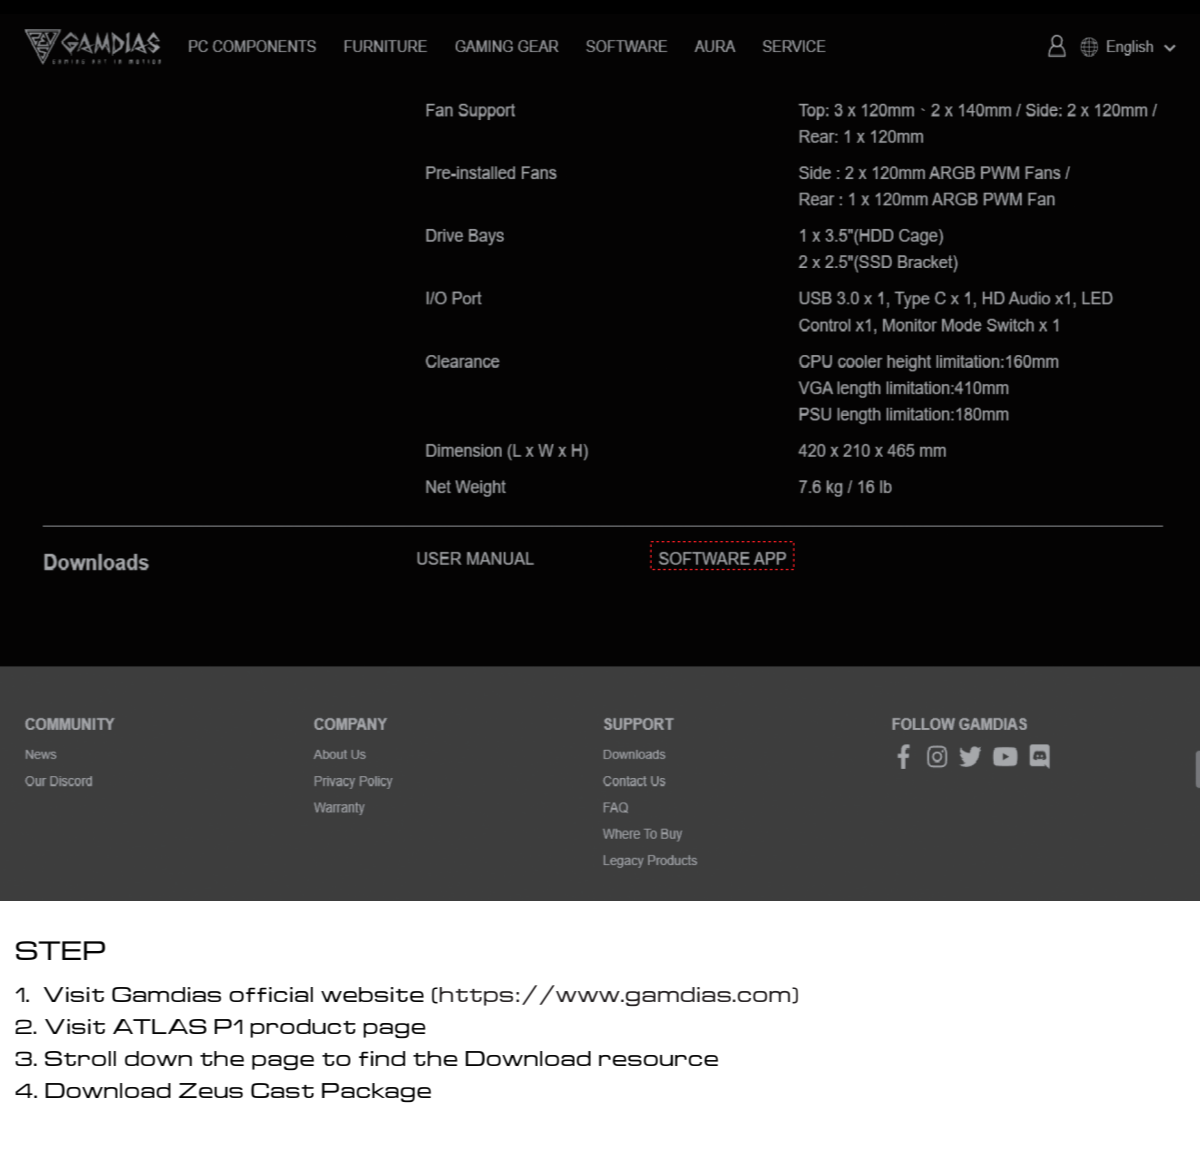 GAMDIAS
GAMING ART IN MOTION
PC COMPONENTS FURNITURE GAMING GEAR SOFTWARE AURA SERVICE English
Fan Support Top: 3 x 120mm、2 x 140mm / Side: 2 x 120mm /
Rear: 1 x 120mm
Pre-installed Fans Side : 2 x 120mm ARGB PWM Fans /
Rear : 1 x 120mm ARGB PWM Fan
Drive Bays 1 x 3.5"(HDD Cage)
2 x 2.5"(SSD Bracket)
I/O Port USB 3.0 x 1, Type C x 1, HD Audio x1, LED
Control x1, Monitor Mode Switch x 1
Clearance CPU cooler height limitation:160mm
VGA length limitation:410mm
PSU length limitation:180mm
Dimension (L x W x H) 420 x 210 x 465 mm
Net Weight 7.6 kg / 16 lb
Downloads USER MANUAL SOFTWARE APP
COMMUNITY COMPANY SUPPORT FOLLOW GAMDIAS
News About Us Downloads
Our Discord Privacy Policy Contact Us
Warranty FAQ
Where To Buy
Legacy Products
STEP
1. Visit Gamdias official website (https://www.gamdias.com)
2. Visit ATLAS P1 product page
3. Stroll down the page to find the Download resource
4. Download Zeus Cast Package